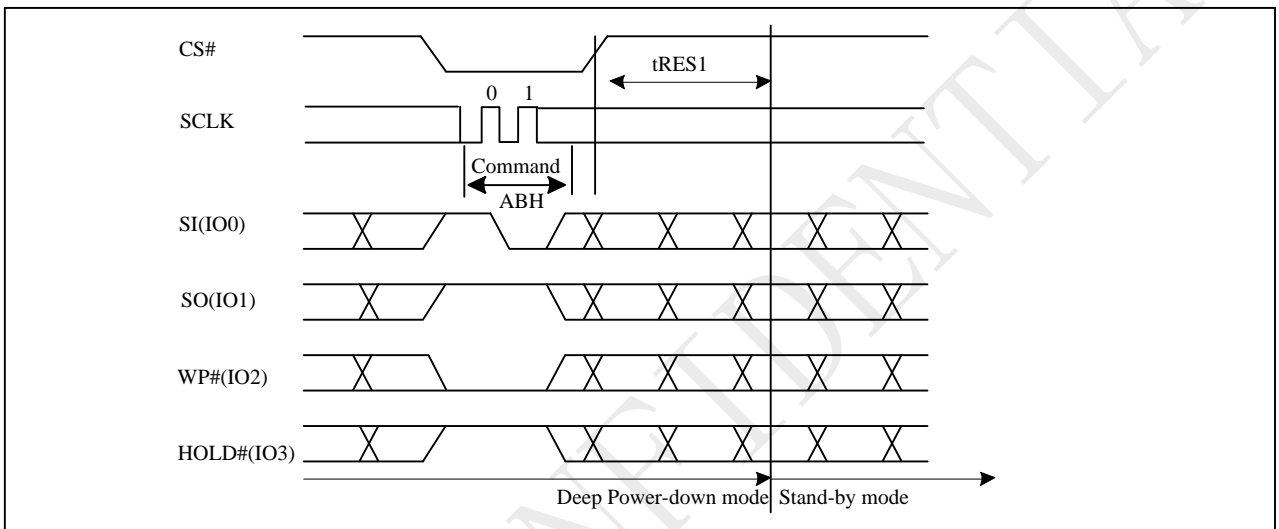 CS#
tRES1
0 1
SCLK
Command
ABH
SI(IO0)
SO(IO1)
WP#(IO2)
HOLD#(IO3)
Deep Power-down mode Stand-by mode
NFIDENTIA